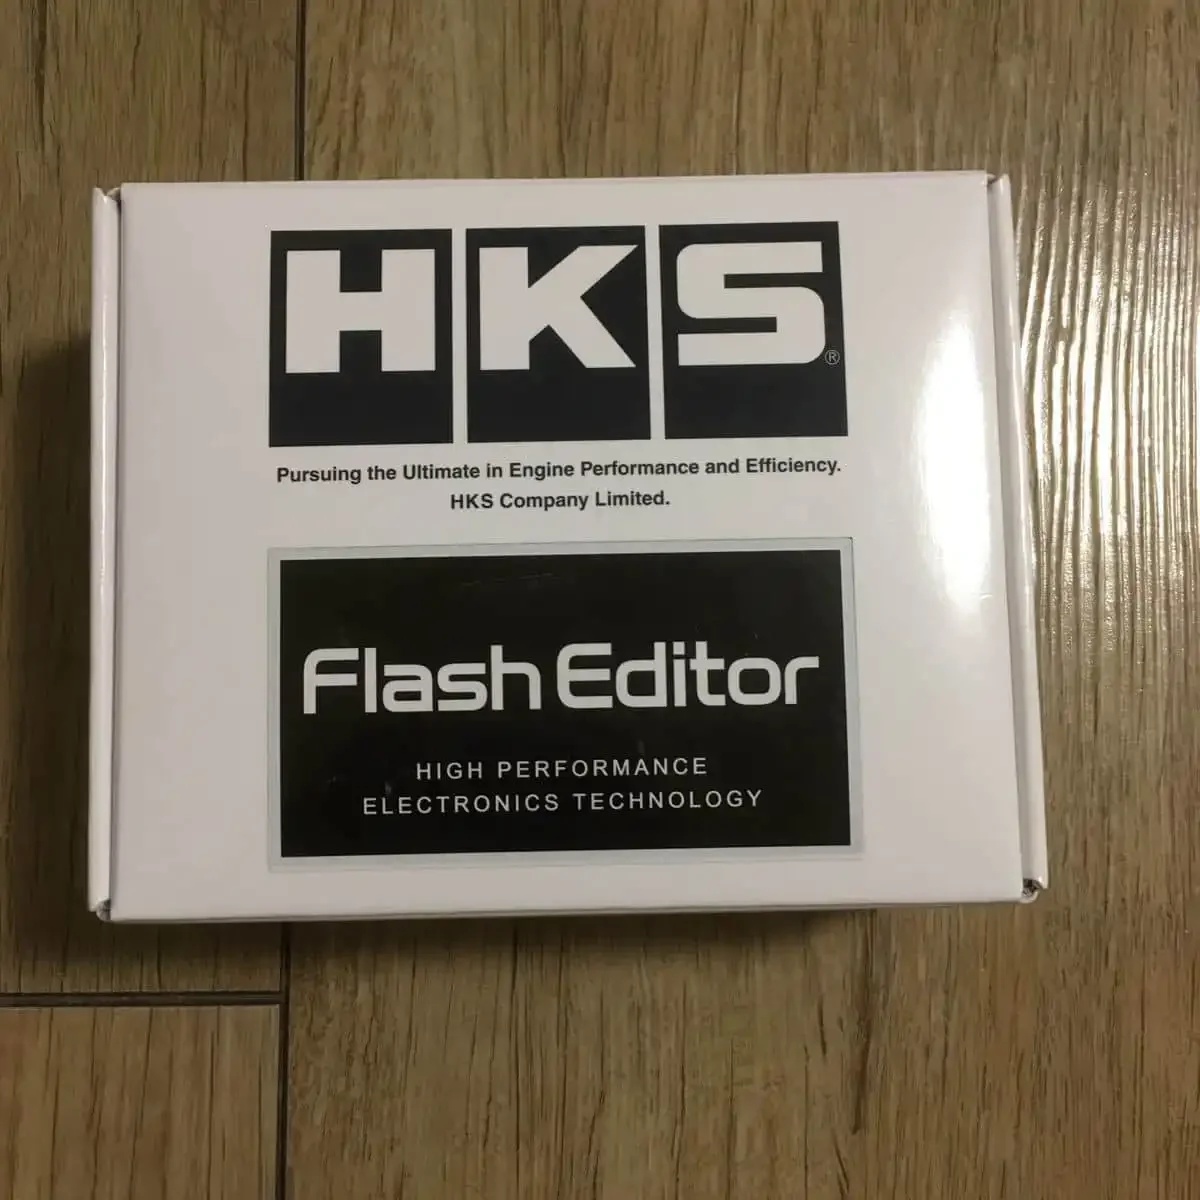 HKS®
Pursuing the Ultimate in Engine Performance and Efficiency.
HKS Company Limited.
Flash Editor
HIGH PERFORMANCE
ELECTRONICS TECHNOLOGY